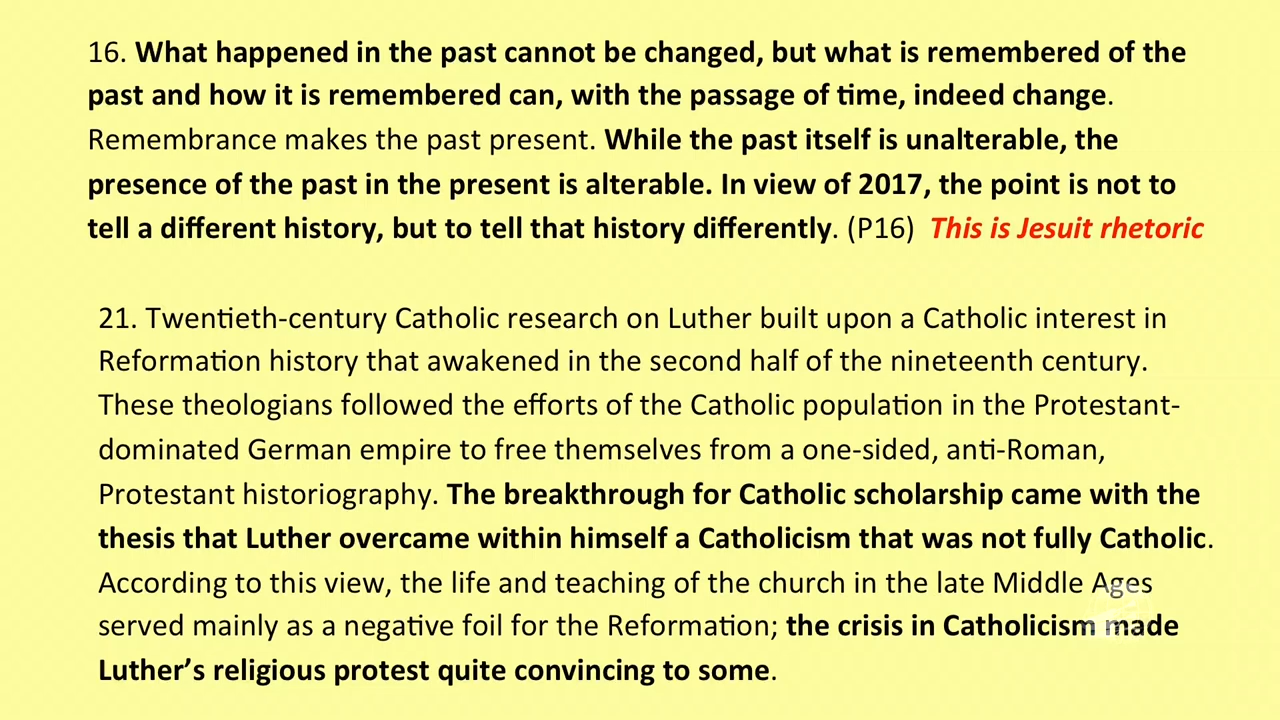 16. What happened in the past cannot be changed, but what is remembered of the
past and how it is remembered can, with the passage of time, indeed change.
Remembrance makes the past present. While the past itself is unalterable, the
presence of the past in the present is alterable. In view of 2017, the point is not to
tell a different history, but to tell that history differently. (P16) This is Jesuit rhetoric
21. Twentieth-century Catholic research on Luther built upon a Catholic interest in
Reformation history that awakened in the second half of the nineteenth century.
These theologians followed the efforts of the Catholic population in the Protestant-
dominated German empire to free themselves from a one-sided, anti-Roman,
Protestant historiography. The breakthrough for Catholic scholarship came with the
thesis that Luther overcame within himself a Catholicism that was not fully Catholic.
According to this view, the life and teaching of the church in the late Middle Ages
served mainly as a negative foil for the Reformation; the crisis in Catholicism made
Luther’s religious protest quite convincing to some.